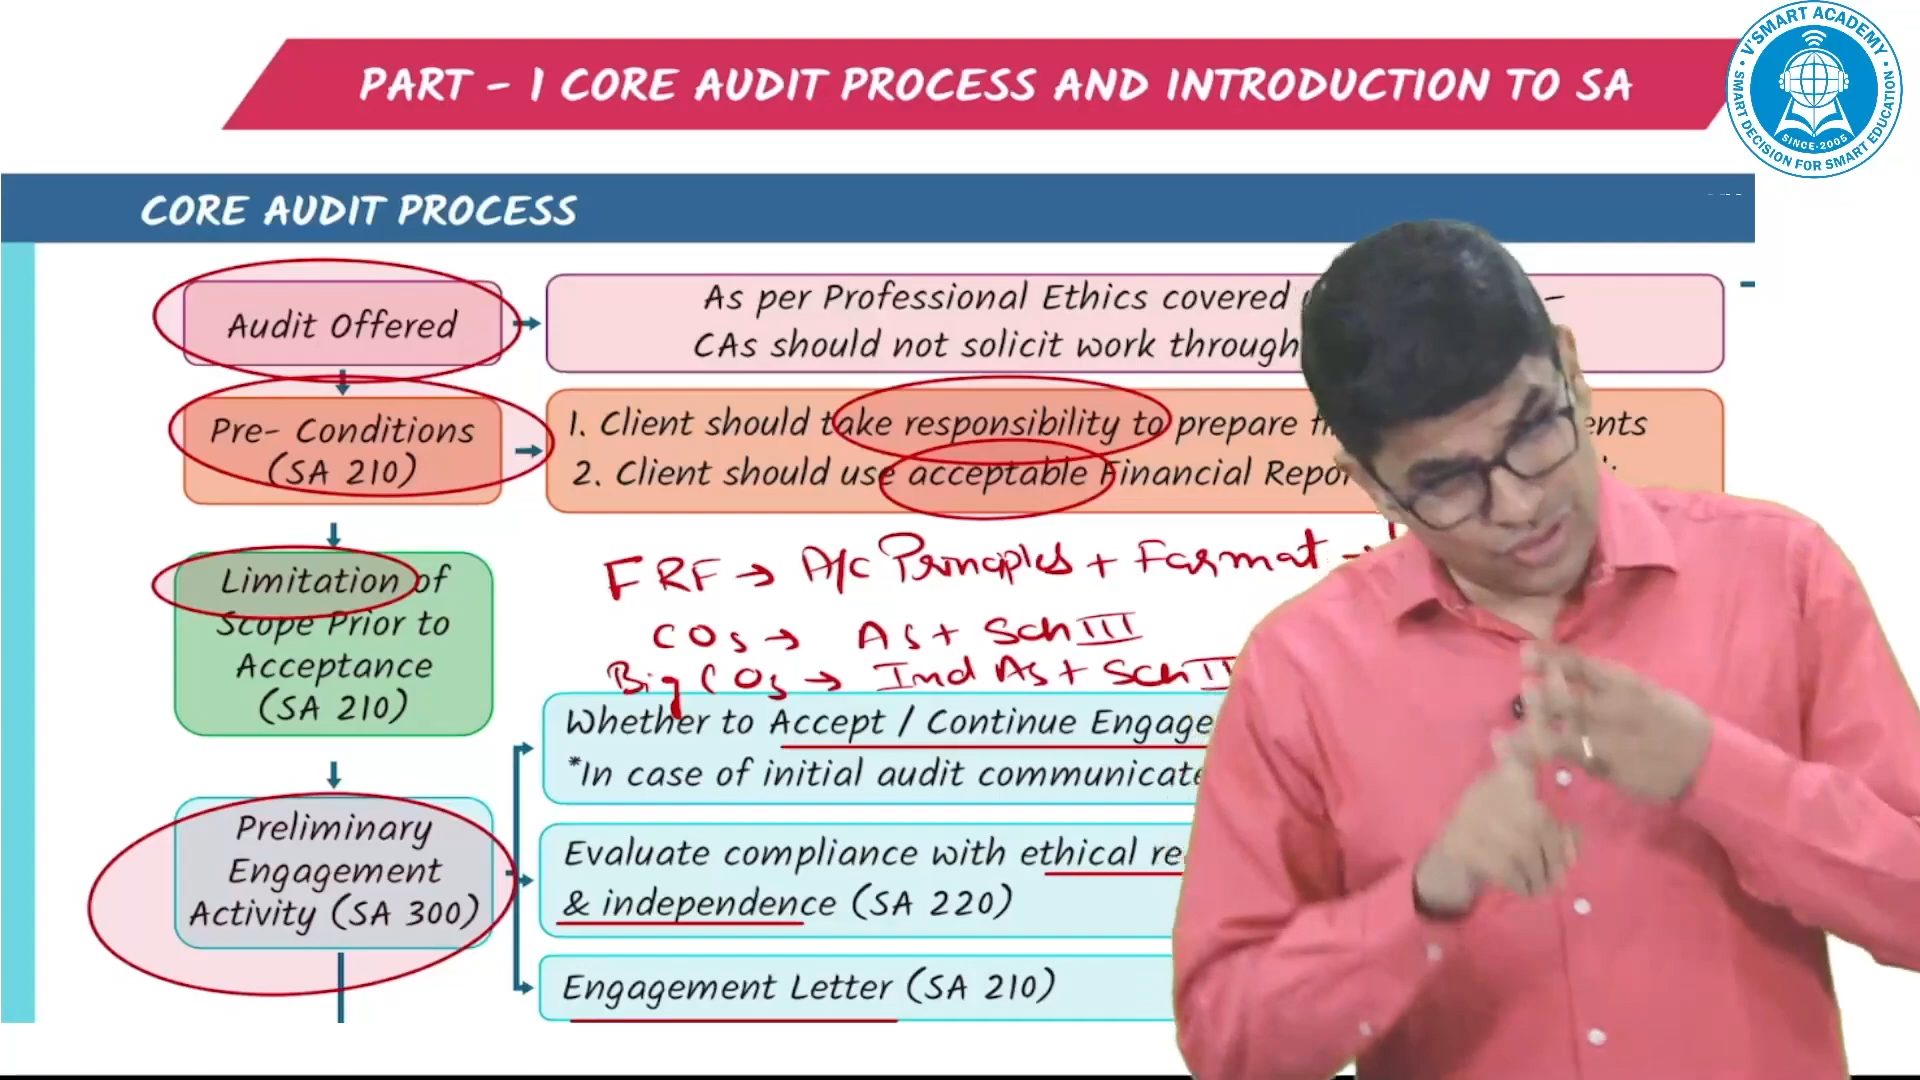 PART - 1 CORE AUDIT PROCESS AND INTRODUCTION TO SA
V'SMART ACADEMY
SMART DECISION FOR SMART EDUCATION
SINCE-2005
CORE AUDIT PROCESS
Audit Offered
As per Professional Ethics covered
CAs should not solicit work through
Pre- Conditions
(SA 210)
1. Client should take responsibility to prepare
2. Client should use acceptable Financial
Limitation of
Scope Prior to
Acceptance
(SA 210)
FRF → A/c Principles + Format →
COs → AS + Sch III
Big COs → Ind As + Sch
Whether to Accept / Continue
*In case of initial audit communicate
Preliminary
Engagement
Activity (SA 300)
Evaluate compliance with ethical
& independence (SA 220)
Engagement Letter (SA 210)